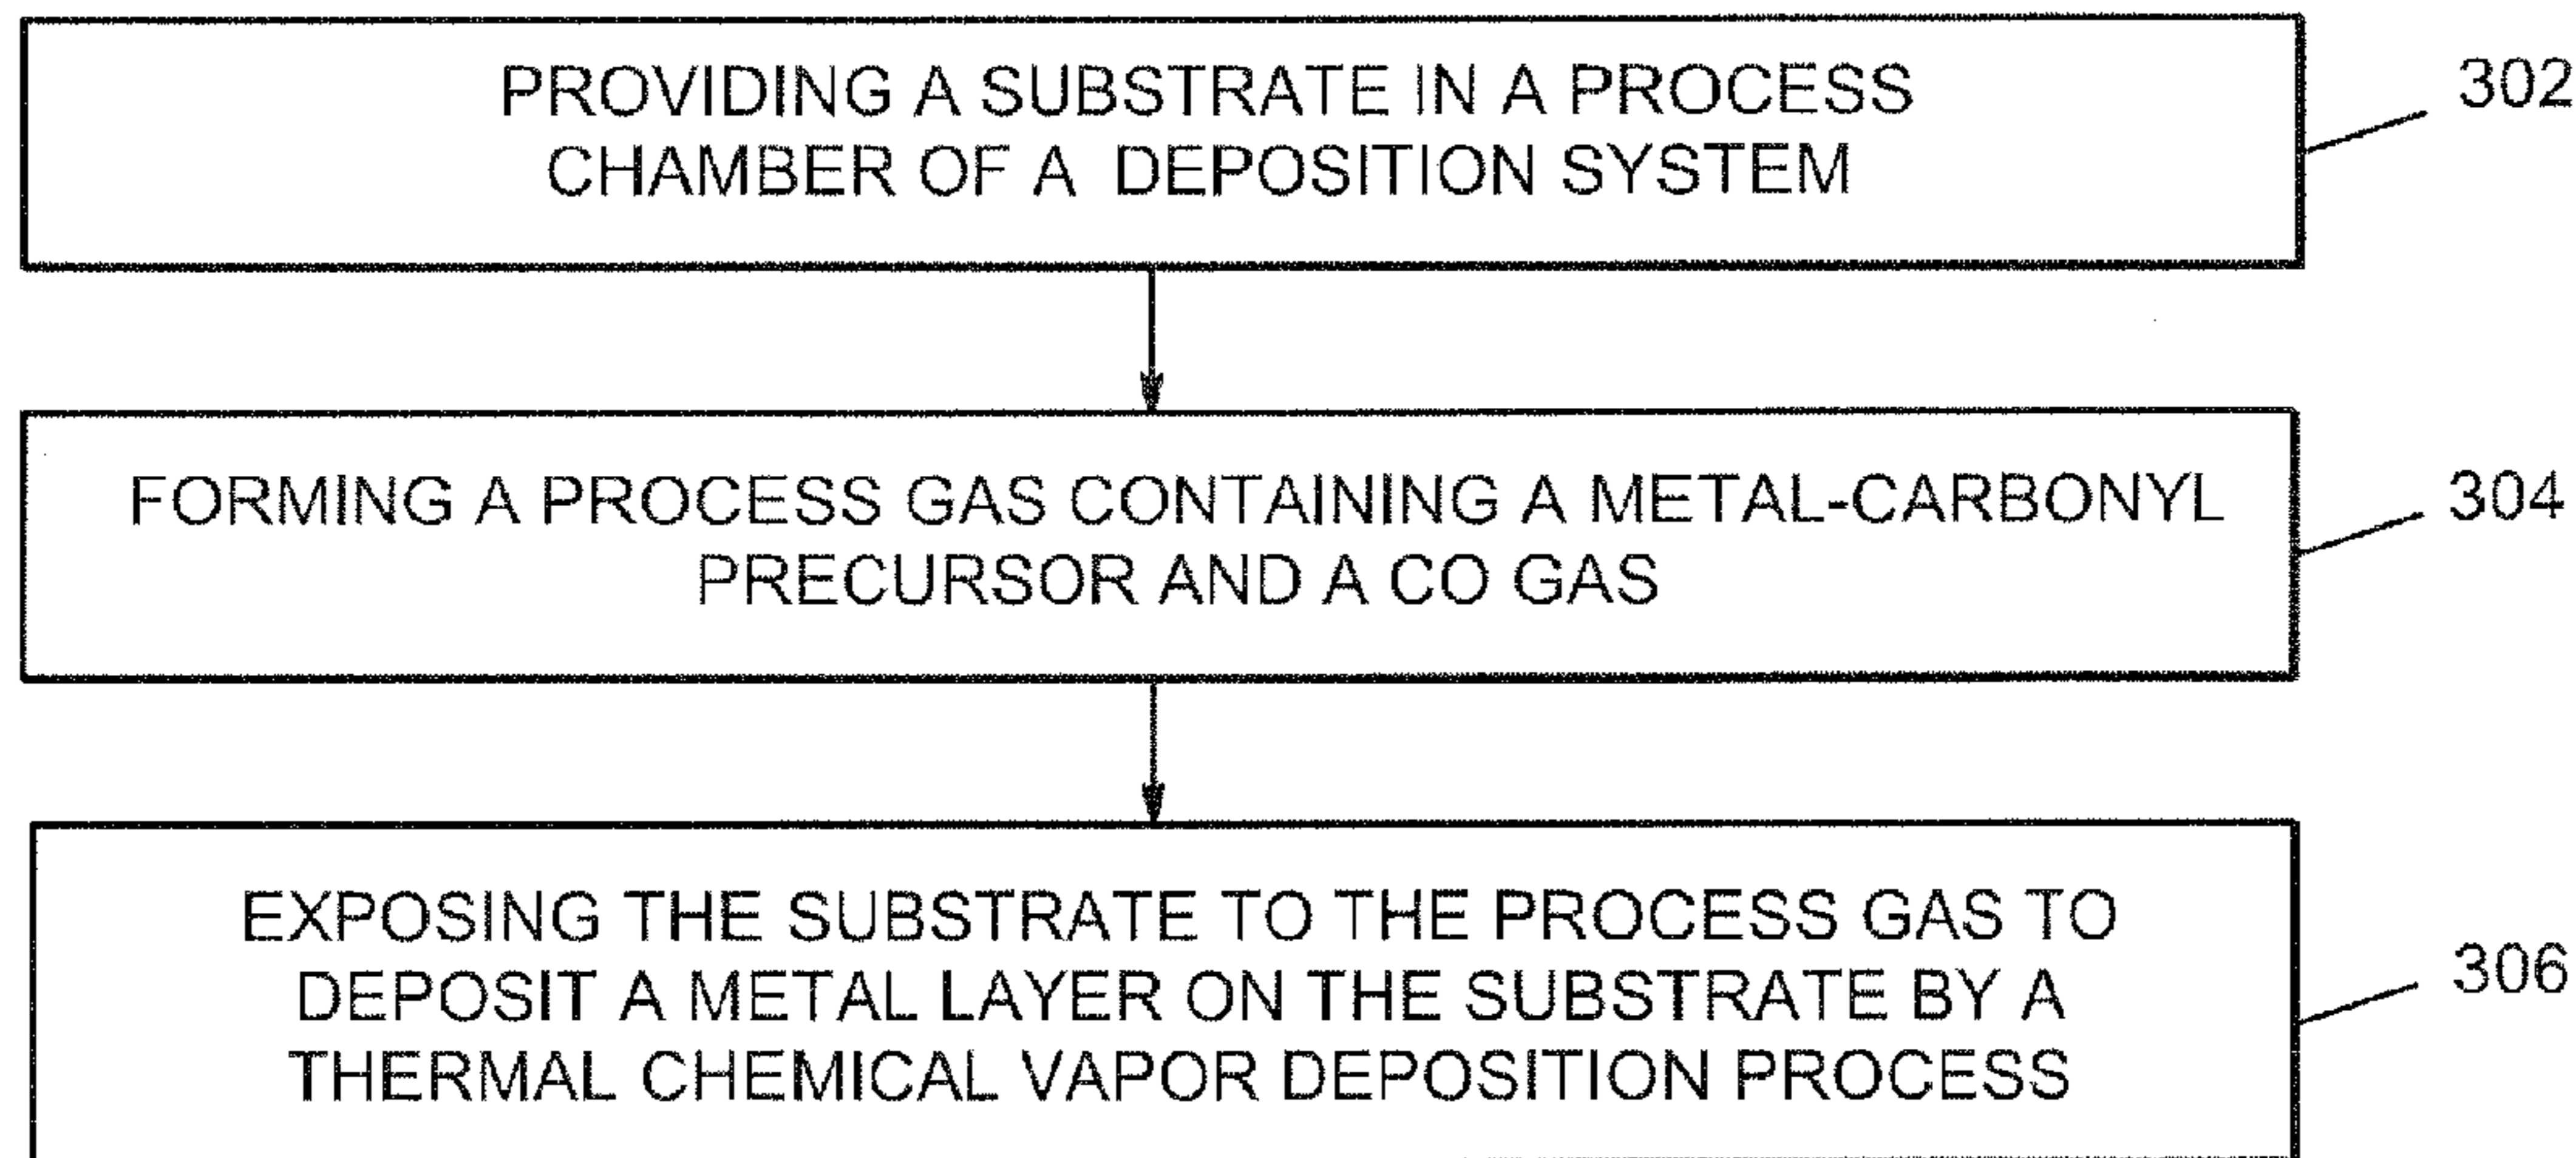 PROVIDING A SUBSTRATE IN A PROCESS
CHAMBER OF A DEPOSITION SYSTEM
302
FORMING A PROCESS GAS CONTAINING A METAL-CARBONYL
PRECURSOR AND A CO GAS
304
EXPOSING THE SUBSTRATE TO THE PROCESS GAS TO
DEPOSIT A METAL LAYER ON THE SUBSTRATE BY A
THERMAL CHEMICAL VAPOR DEPOSITION PROCESS
306